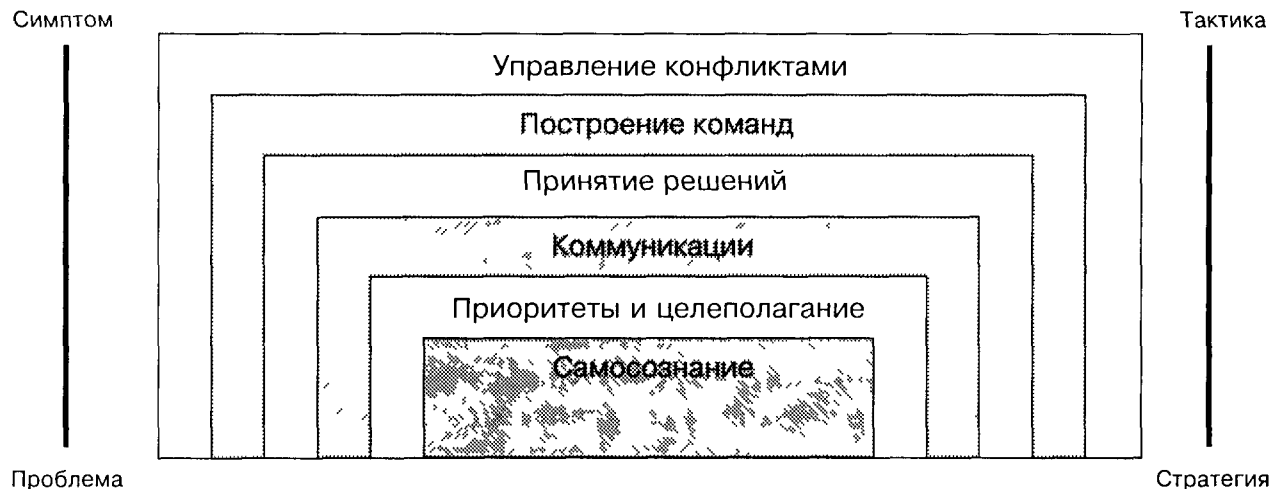 Симптом
Тактика
Управление конфликтами
Построение команд
Принятие решений
Коммуникации
Приоритеты и целеполагание
Самосознание
Проблема
Стратегия